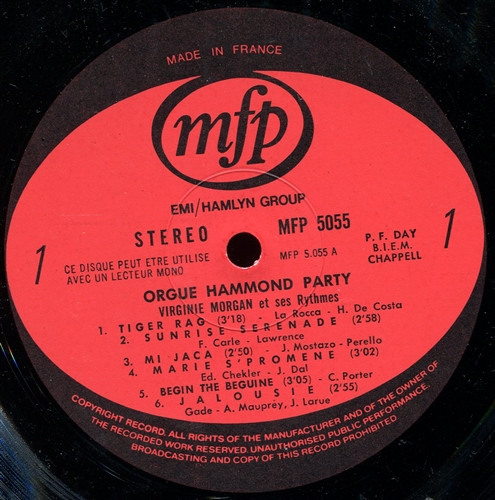 MADE IN FRANCE
mfp
EMI/HAMLYN GROUP
STEREO
MFP 5055
1
CE DISQUE PEUT ETRE UTILISE
AVEC UN LECTEUR MONO
MFP 5.055 A
P. F. DAY
B.I.E.M.
CHAPPELL
1
ORGUE HAMMOND PARTY
VIRGINIE MORGAN et ses Rythmes
1. TIGER RAG (3'18) - La Rocca - H. De Costa
2. SUNRISE SERENADE (2'58)
F. Carle - Lawrence
3. MI JACA (2'50) - J. Mostazo - Perello
4. MARIE S'PROMENE (3'02)
Ed. Chekler - J. Dal
5. BEGIN THE BEGUINE (3'05) - C. Porter
6. JALOUSIE (2'55)
Gade - A. Mauprey, J. Larue
COPYRIGHT RECORD. ALL RIGHTS OF THE MANUFACTURER AND OF THE OWNER OF
THE RECORDED WORK RESERVED. UNAUTHORISED PUBLIC PERFORMANCE.
BROADCASTING AND COPY OF THIS RECORD PROHIBITED